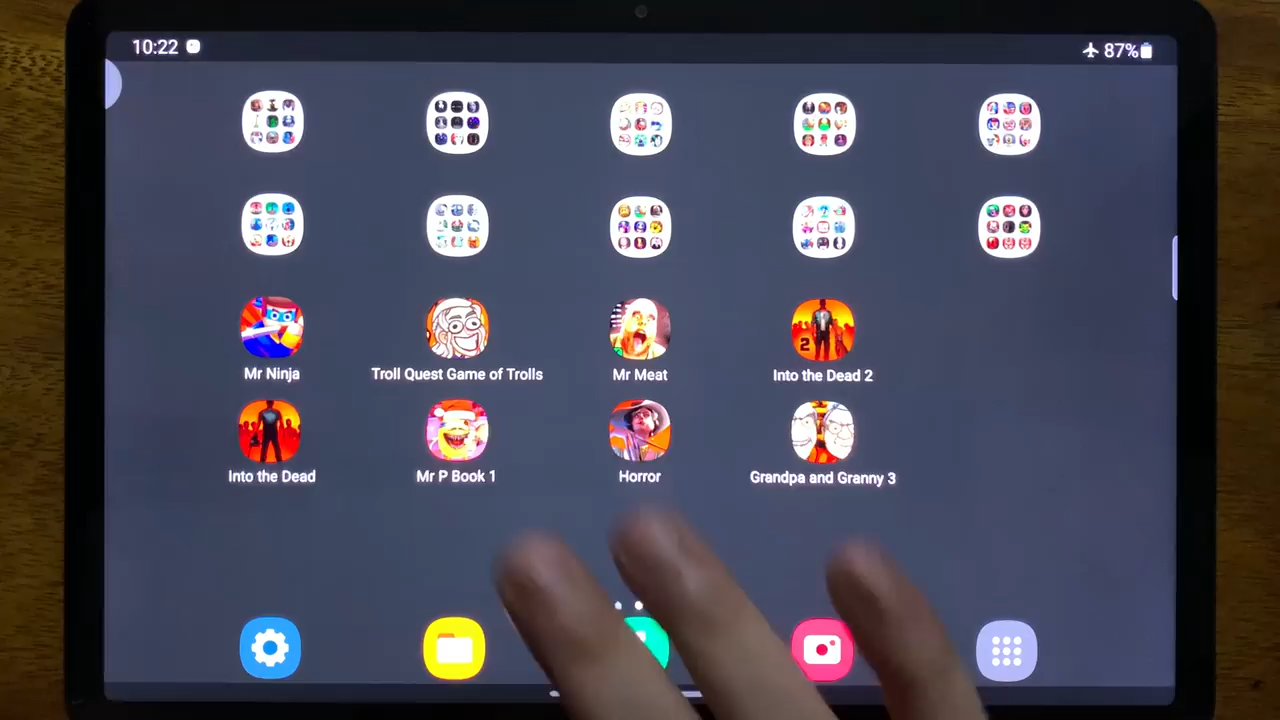 10:22
87%
Mr Ninja
Troll Quest Game of Trolls
Mr Meat
Into the Dead 2
2
Into the Dead
Mr P Book 1
Horror
Grandpa and Granny 3